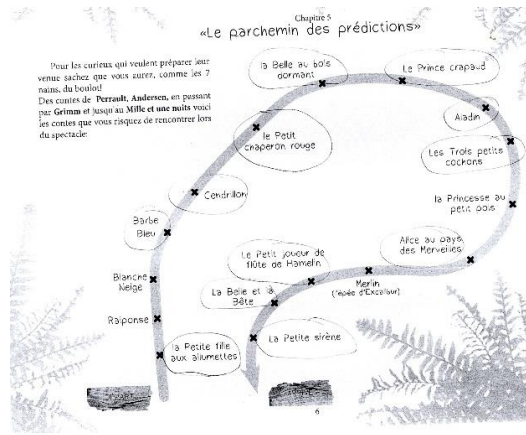 Chapitre 5
«Le parchemin des prédictions»
Pour les curieux qui veulent préparer leur
venue sachez que vous aurez, comme les 7
nains, du boulot!
Des contes de Perrault, Andersen, en passant
par Grimm et jusqu'au Mille et une nuits voici
les contes que vous risquez de rencontrer lors
du spectacle:
la Belle au bois
dormant
Le Prince crapaud
Aladin
le Petit
chaperon rouge
Les Trois petits
cochons
Cendrillon
la Princesse au
petit pois
Barbe
Bleu
Alice au pays
des Merveilles
Le Petit joueur de
flûte de Hamelin
Blanche
Neige
Merlin
(l'épée d'Excalibur)
La Belle et la
Bête
Raiponse
La Petite sirène
la Petite fille
aux allumettes
6